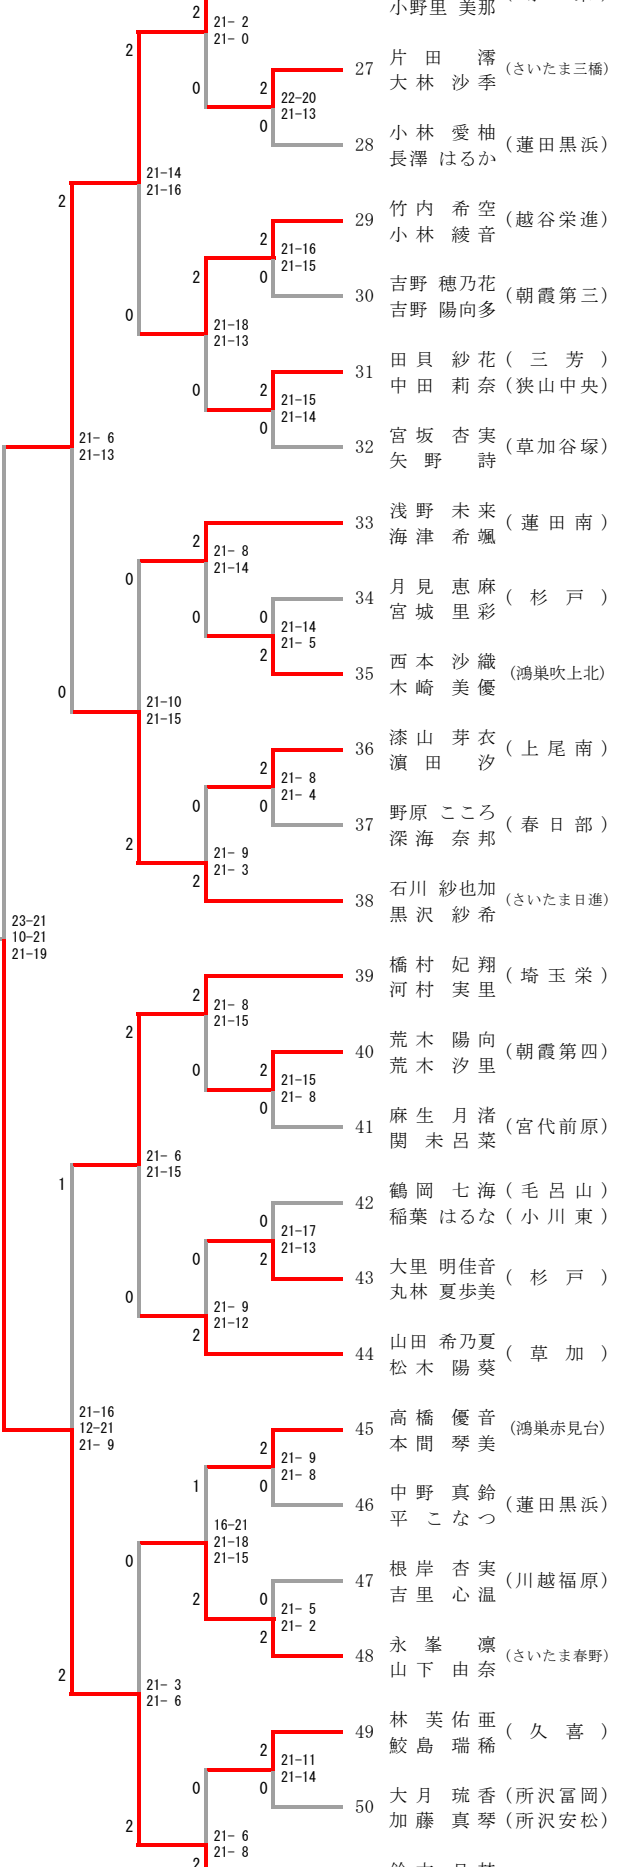 小野里 美那
2
21- 2
21- 0
2
0
27 片田 澪 (さいたま三橋)
大林 沙季
2
22-20
21-13
0
28 小林 愛柚 (蓮田黒浜)
長澤 はるか
21-14
21-16
2
29 竹内 希空 (越谷栄進)
小林 綾音
2
21-16
21-15
2
0
30 吉野 穂乃花 (朝霞第三)
吉野 陽向多
0
21-18
21-13
31 田貝 紗花 (三芳)
中田 莉奈 (狭山中央)
0
2
21-15
21-14
0
32 宮坂 杏実 (草加谷塚)
矢野 詩
21- 6
21-13
33 浅野 未来 (蓮田南)
海津 希颯
2
21- 8
21-14
0
34 月見 恵麻 (杉戸)
宮城 里彩
0
0
21-14
21- 5
2
35 西本 沙織 (鴻巣吹上北)
木崎 美優
0
21-10
21-15
36 漆山 芽衣 (上尾南)
濵田 汐
2
21- 8
21- 4
0
0
37 野原 こころ (春日部)
深海 奈邦
2
21- 9
21- 3
2
38 石川 紗也加 (さいたま日進)
黒沢 紗希
23-21
10-21
21-19
39 橋村 妃翔 (埼玉栄)
河村 実里
2
21- 8
21-15
2
40 荒木 陽向 (朝霞第四)
荒木 汐里
0
2
21-15
21- 8
0
41 麻生 月渚 (宮代前原)
関 未呂菜
21- 6
21-15
1
42 鶴岡 七海 (毛呂山)
稲葉 はるな (小川東)
0
21-17
21-13
0
2
43 大里 明佳音 (杉戸)
丸林 夏歩美
0
21- 9
21-12
2
44 山田 希乃夏 (草加)
松木 陽葵
21-16
12-21
21- 9
45 高橋 優音 (鴻巣赤見台)
本間 琴美
2
21- 9
21- 8
1
0
46 中野 真鈴 (蓮田黒浜)
平 こなつ
16-21
21-18
21-15
0
47 根岸 杏実 (川越福原)
吉里 心温
2
0
21- 5
21- 2
2
48 永峯 凛 (さいたま春野)
山下 由奈
2
21- 3
21- 6
49 林 芙佑亜 (久喜)
鮫島 瑞稀
2
21-11
21-14
0
0
50 大月 琉香 (所沢冨岡)
加藤 真琴 (所沢安松)
2
21- 6
21- 8
2